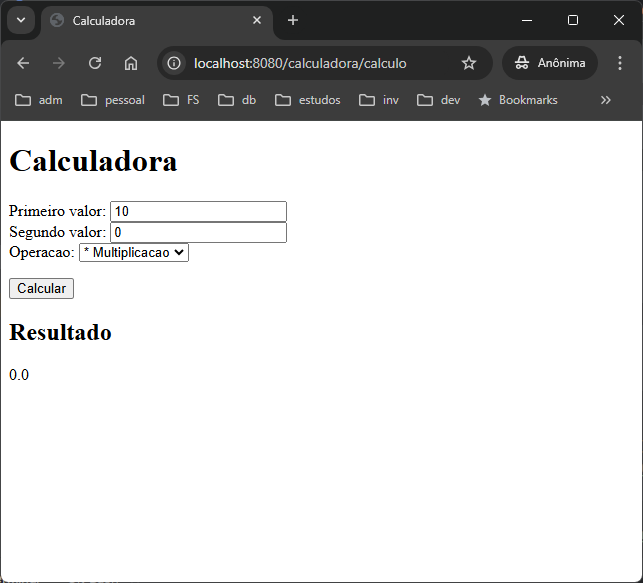 Calculadora
localhost:8080/calculadora/calculo
Anônima
adm pessoal FS db estudos inv dev Bookmarks
Calculadora
Primeiro valor: 10
Segundo valor: 0
Operacao: * Multiplicacao
Calcular
Resultado
0.0